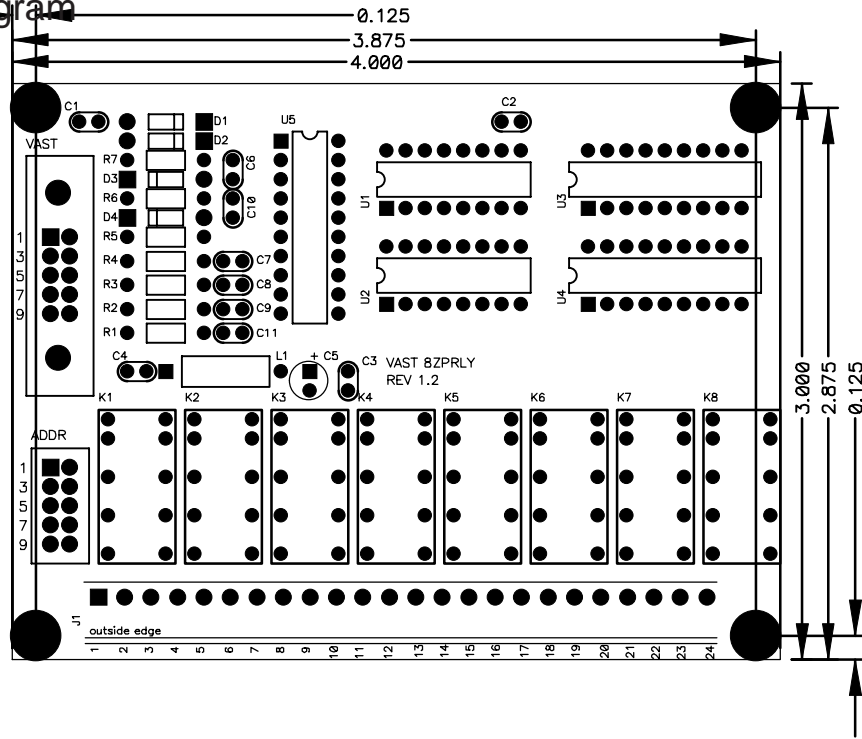 gram
0.125
3.875
4.000
C1
C2
D1
D2
U5
VAST
R7
C6
D3
R6
C10
D4
R5
U1
U3
1
3
5
7
9
R4
C7
R3
C8
R2
C9
R1
C11
U2
U4
C4
L1
+
C5
C3
VAST 8ZPRLY
REV 1.2
K1
K2
K3
K4
K5
K6
K7
K8
3.000
2.875
0.125
ADDR
1
3
5
7
9
J1
outside edge
1 2 3 4 5 6 7 8 9 10 11 12 13 14 15 16 17 18 19 20 21 22 23 24